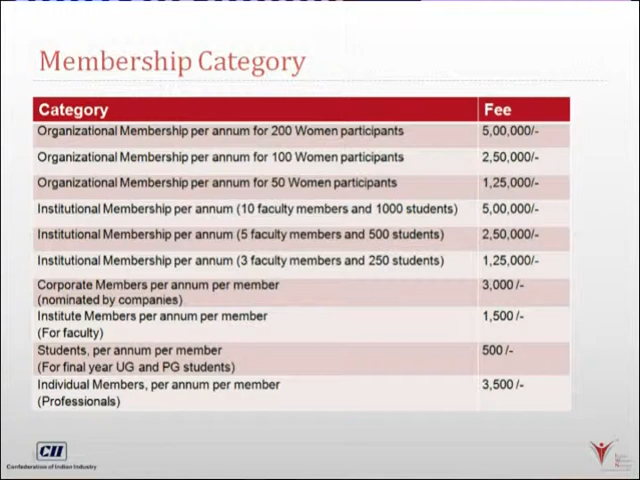 Membership Category
Category Fee
Organizational Membership per annum for 200 Women participants 5,00,000/-
Organizational Membership per annum for 100 Women participants 2,50,000/-
Organizational Membership per annum for 50 Women participants 1,25,000/-
Institutional Membership per annum (10 faculty members and 1000 students) 5,00,000/-
Institutional Membership per annum (5 faculty members and 500 students) 2,50,000/-
Institutional Membership per annum (3 faculty members and 250 students) 1,25,000/-
Corporate Members per annum per member 3,000/-
(nominated by companies)
Institute Members per annum per member 1,500/-
(For faculty)
Students, per annum per member 500 /-
(For final year UG and PG students)
Individual Members, per annum per member 3,500 /-
(Professionals)
CII
Confederation of Indian Industry